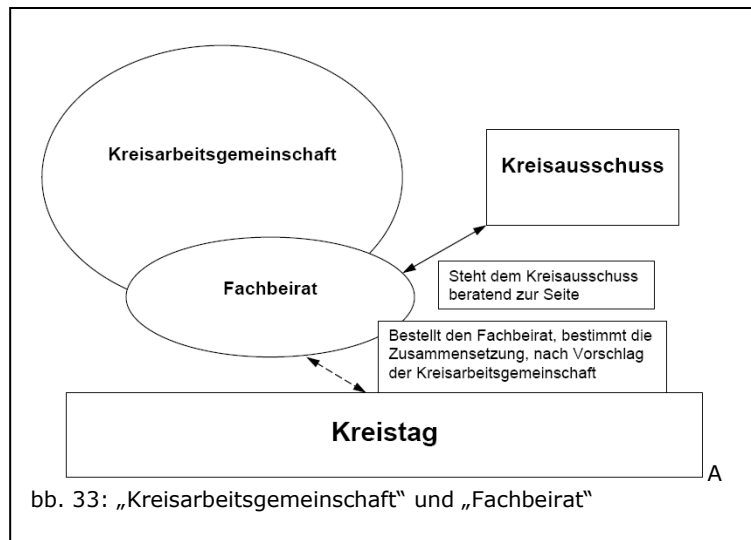 Kreisarbeitsgemeinschaft
Kreisausschuss
Fachbeirat
Steht dem Kreisausschuss
beratend zur Seite
Bestellt den Fachbeirat, bestimmt die
Zusammensetzung, nach Vorschlag
der Kreisarbeitsgemeinschaft
Kreistag
A
bb. 33: „Kreisarbeitsgemeinschaft“ und „Fachbeirat“